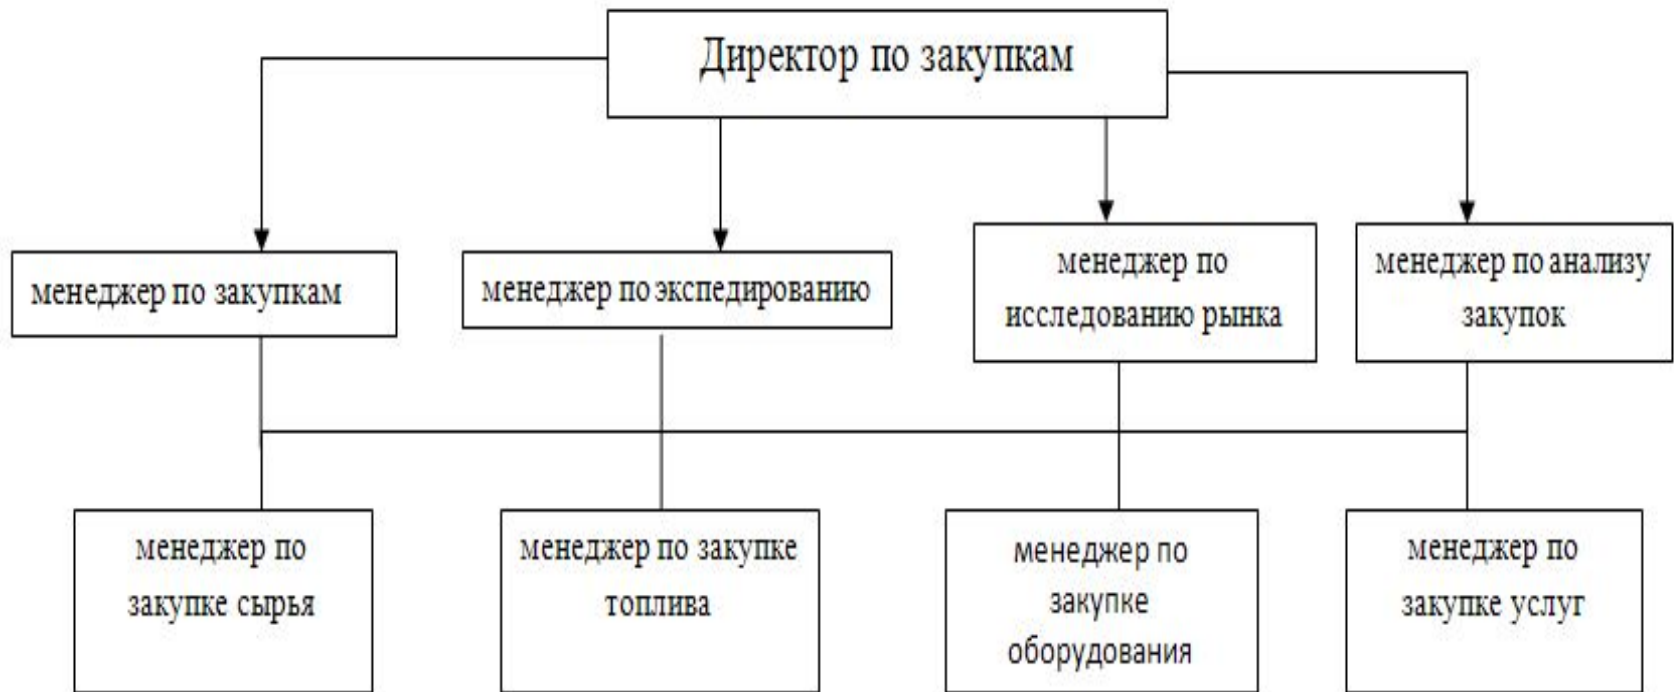 Директор по закупкам
менеджер по закупкам
менеджер по экспедированию
менеджер по
исследованию рынка
менеджер по анализу
закупок
менеджер по
закупке сырья
менеджер по закупке
топлива
менеджер по
закупке
оборудования
менеджер по
закупке услуг